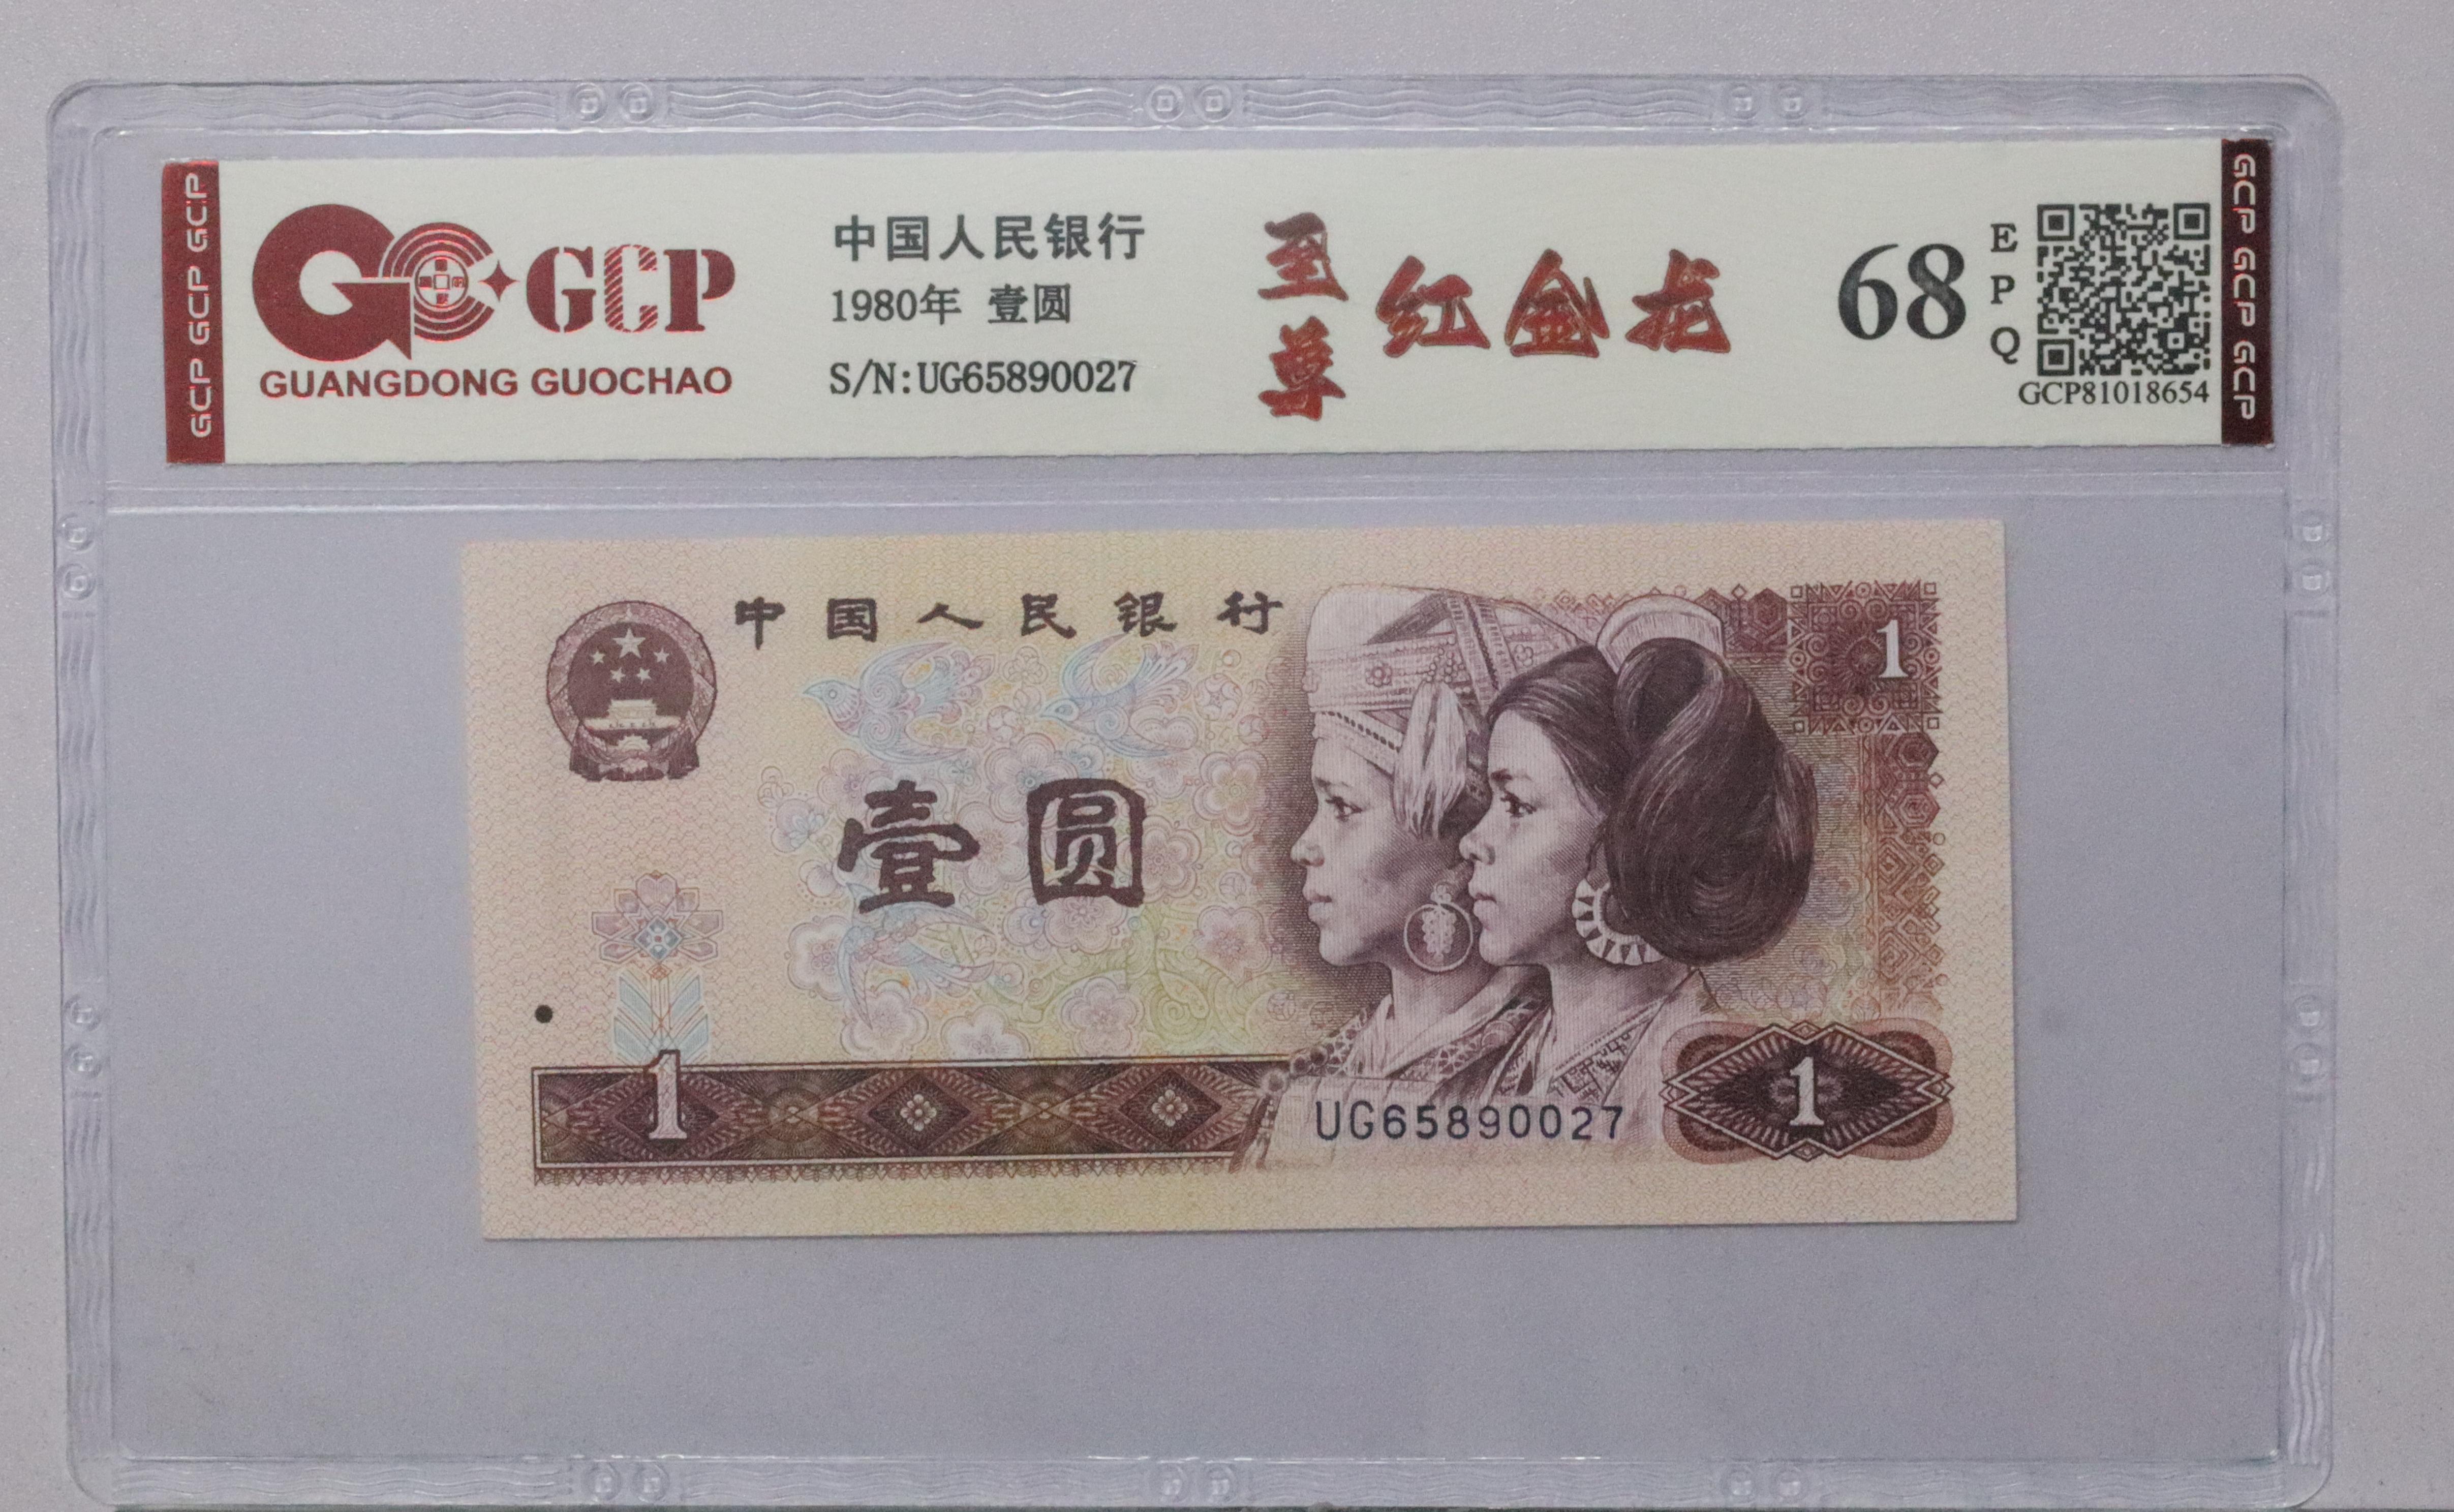 GCP GCP GCP
GCP
GUANGDONG GUOCHAO
中国人民银行
1980年 壹圆
S/N:UG65890027
至尊
红金龙
68
EPQ
GCP81018654
GCP GCP GCP
中国人民银行
1
壹圆
1
UG65890027
1